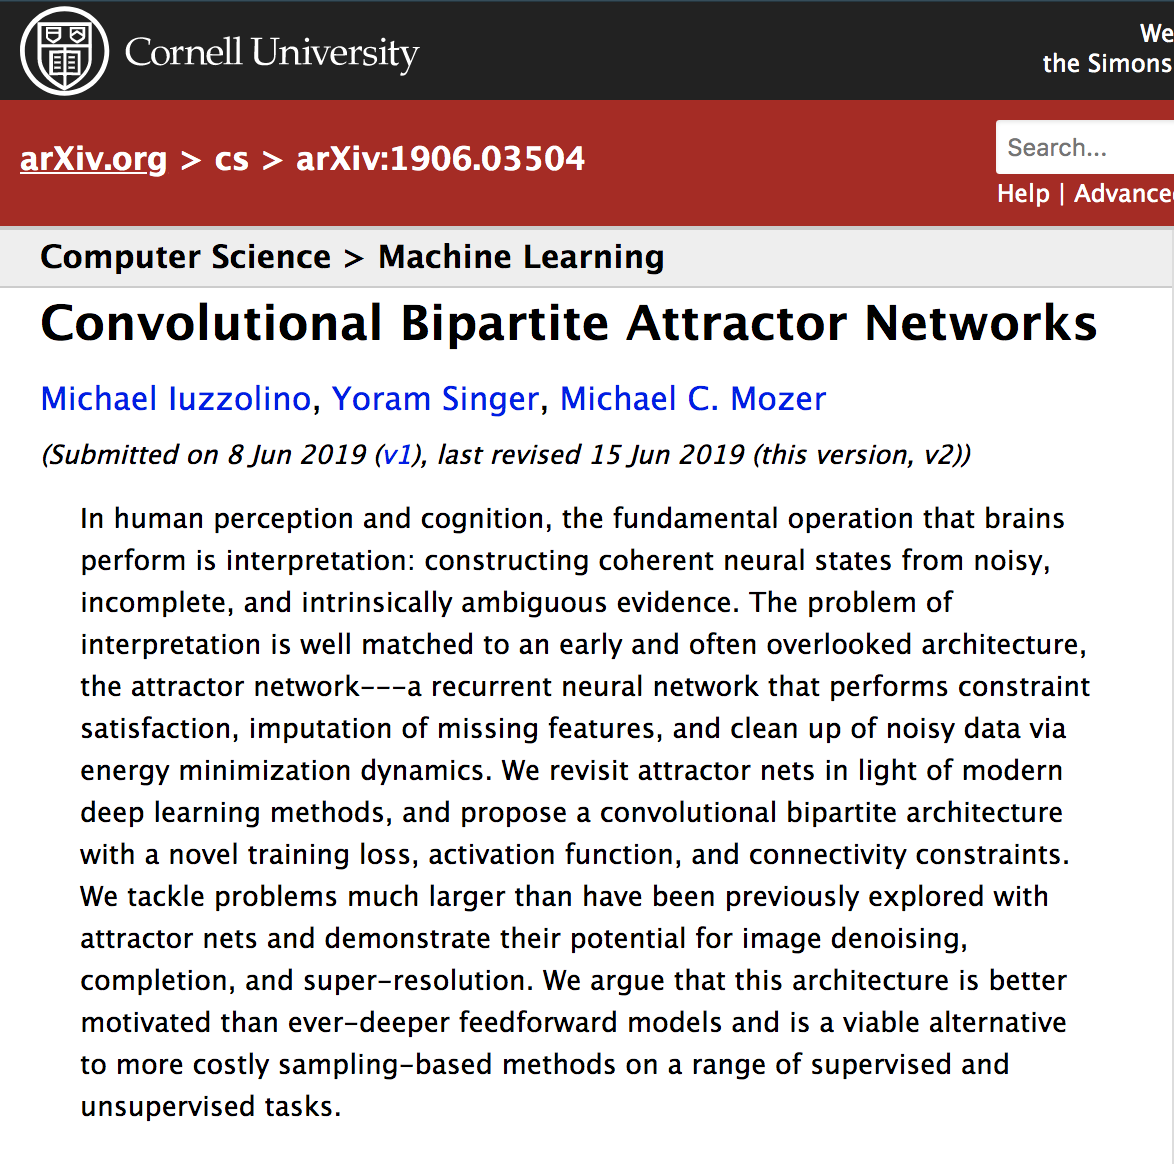 Cornell University
We
the Simons
arXiv.org > cs > arXiv:1906.03504
Search...
Help | Advance
Computer Science > Machine Learning
Convolutional Bipartite Attractor Networks
Michael Iuzzolino, Yoram Singer, Michael C. Mozer
(Submitted on 8 Jun 2019 (v1), last revised 15 Jun 2019 (this version, v2))
In human perception and cognition, the fundamental operation that brains
perform is interpretation: constructing coherent neural states from noisy,
incomplete, and intrinsically ambiguous evidence. The problem of
interpretation is well matched to an early and often overlooked architecture,
the attractor network---a recurrent neural network that performs constraint
satisfaction, imputation of missing features, and clean up of noisy data via
energy minimization dynamics. We revisit attractor nets in light of modern
deep learning methods, and propose a convolutional bipartite architecture
with a novel training loss, activation function, and connectivity constraints.
We tackle problems much larger than have been previously explored with
attractor nets and demonstrate their potential for image denoising,
completion, and super-resolution. We argue that this architecture is better
motivated than ever-deeper feedforward models and is a viable alternative
to more costly sampling-based methods on a range of supervised and
unsupervised tasks.